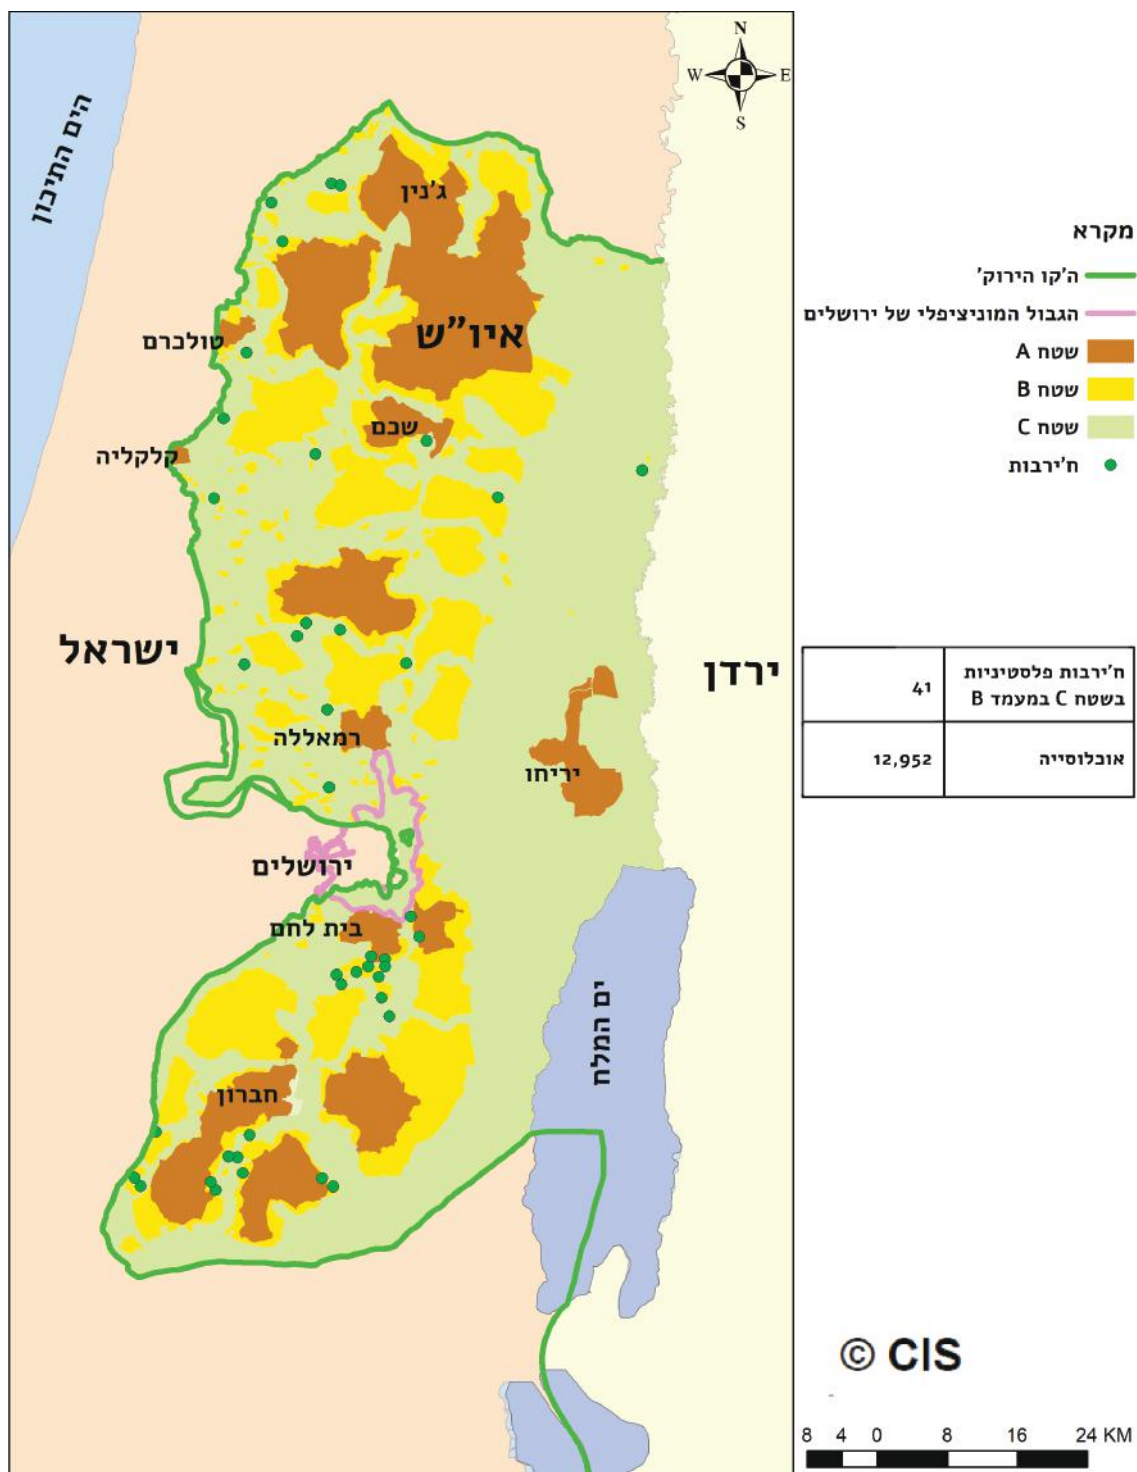 N
W E
S
הים התיכון
ג'נין
איו"ש
טולכרם
שכם
קלקליה
ישראל
ירדן
רמאללה
יריחו
ירושלים
בית לחם
ים המלח
חברון
מקרא
ה'קו הירוק'
הגבול המוניציפלי של ירושלים
שטח A
שטח B
שטח C
ח'ירבות
ח'ירבות פלסטיניות
בשטח C במעמד B
41
אוכלוסייה
12,952
© CIS
8 4 0 8 16 24 KM